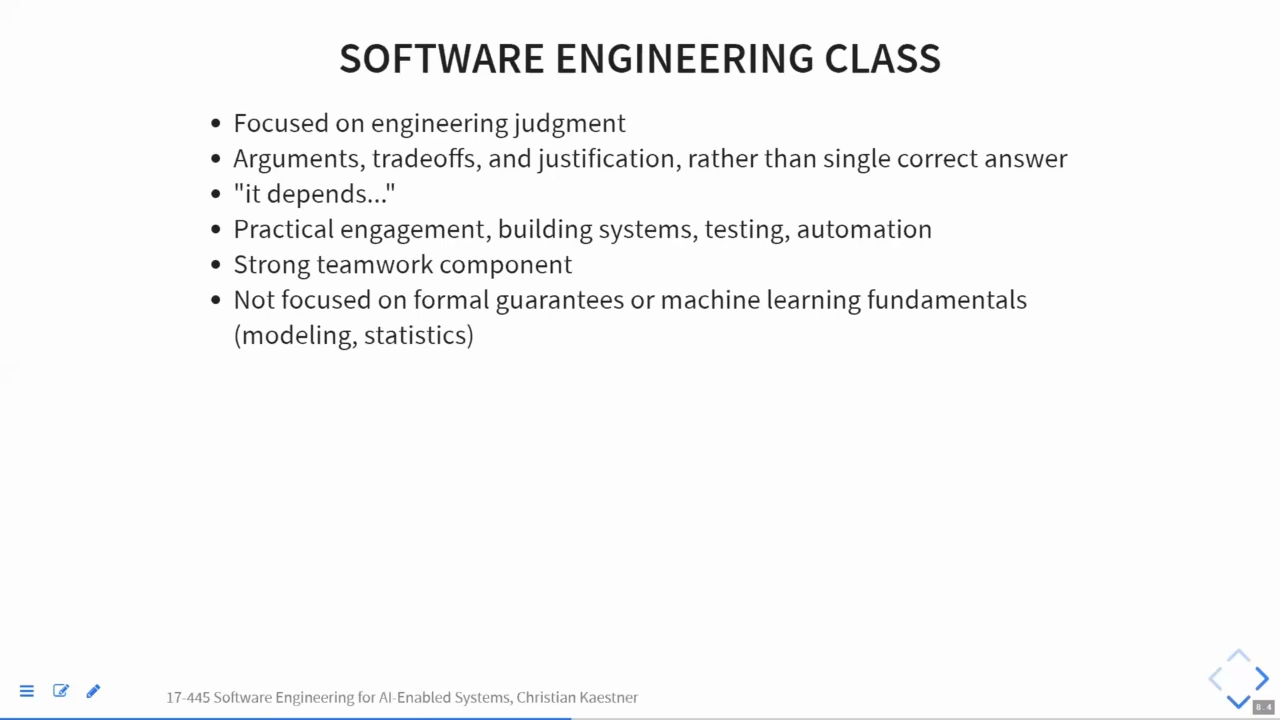 SOFTWARE ENGINEERING CLASS
• Focused on engineering judgment
• Arguments, tradeoffs, and justification, rather than single correct answer
• "it depends..."
• Practical engagement, building systems, testing, automation
• Strong teamwork component
• Not focused on formal guarantees or machine learning fundamentals
(modeling, statistics)
17-445 Software Engineering for AI-Enabled Systems, Christian Kaestner
8.4